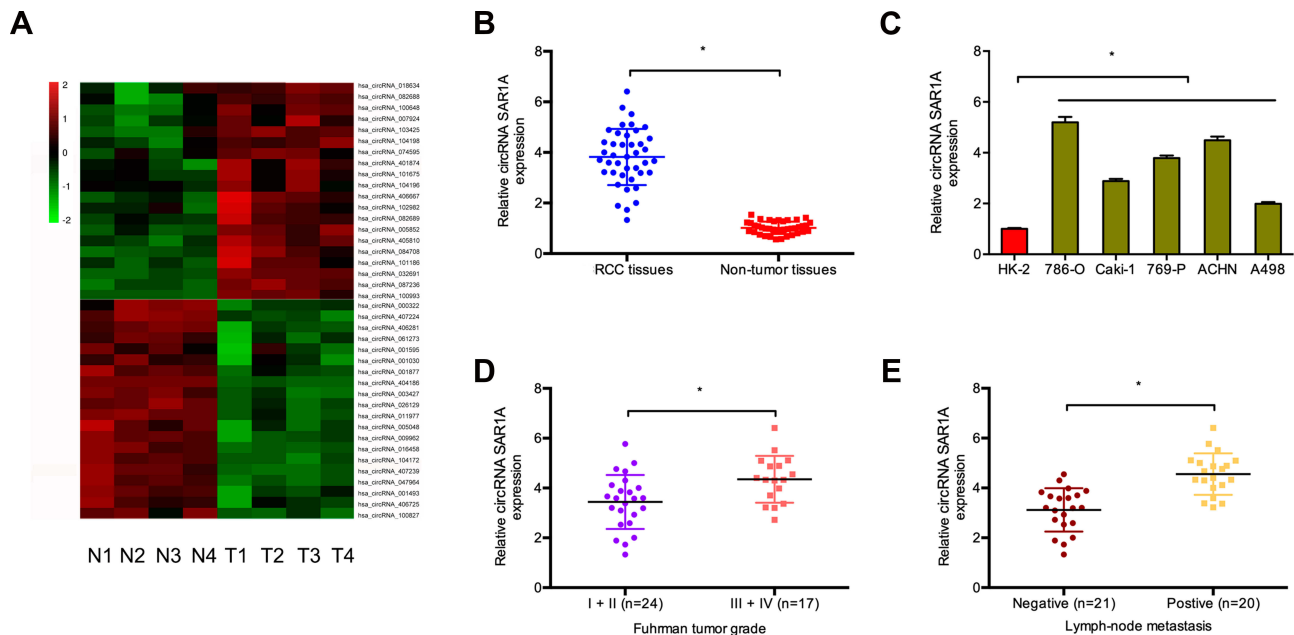 A
2
1
0
-1
-2
hsa_circRNA_018634
hsa_circRNA_082688
hsa_circRNA_100648
hsa_circRNA_007924
hsa_circRNA_103425
hsa_circRNA_104198
hsa_circRNA_074595
hsa_circRNA_401874
hsa_circRNA_101675
hsa_circRNA_104196
hsa_circRNA_406667
hsa_circRNA_102982
hsa_circRNA_082689
hsa_circRNA_005852
hsa_circRNA_405810
hsa_circRNA_084708
hsa_circRNA_101186
hsa_circRNA_032691
hsa_circRNA_087236
hsa_circRNA_100993
hsa_circRNA_000322
hsa_circRNA_407224
hsa_circRNA_406281
hsa_circRNA_061273
hsa_circRNA_001595
hsa_circRNA_001030
hsa_circRNA_001877
hsa_circRNA_404186
hsa_circRNA_003427
hsa_circRNA_026129
hsa_circRNA_011977
hsa_circRNA_005048
hsa_circRNA_009962
hsa_circRNA_016458
hsa_circRNA_104172
hsa_circRNA_407239
hsa_circRNA_047964
hsa_circRNA_001493
hsa_circRNA_406725
hsa_circRNA_100827
N1 N2 N3 N4 T1 T2 T3 T4
B
Relative circRNA SAR1A
expression
8
6
4
2
0
*
RCC tissues Non-tumor tissues
C
Relative circRNA SAR1A
expression
8
6
4
2
0
*
HK-2 786-O Caki-1 769-P ACHN A498
D
Relative circRNA SAR1A
expression
8
6
4
2
0
*
I + II (n=24) III + IV (n=17)
Fuhrman tumor grade
E
Relative circRNA SAR1A
expression
8
6
4
2
0
*
Negative (n=21) Postive (n=20)
Lymph-node metastasis